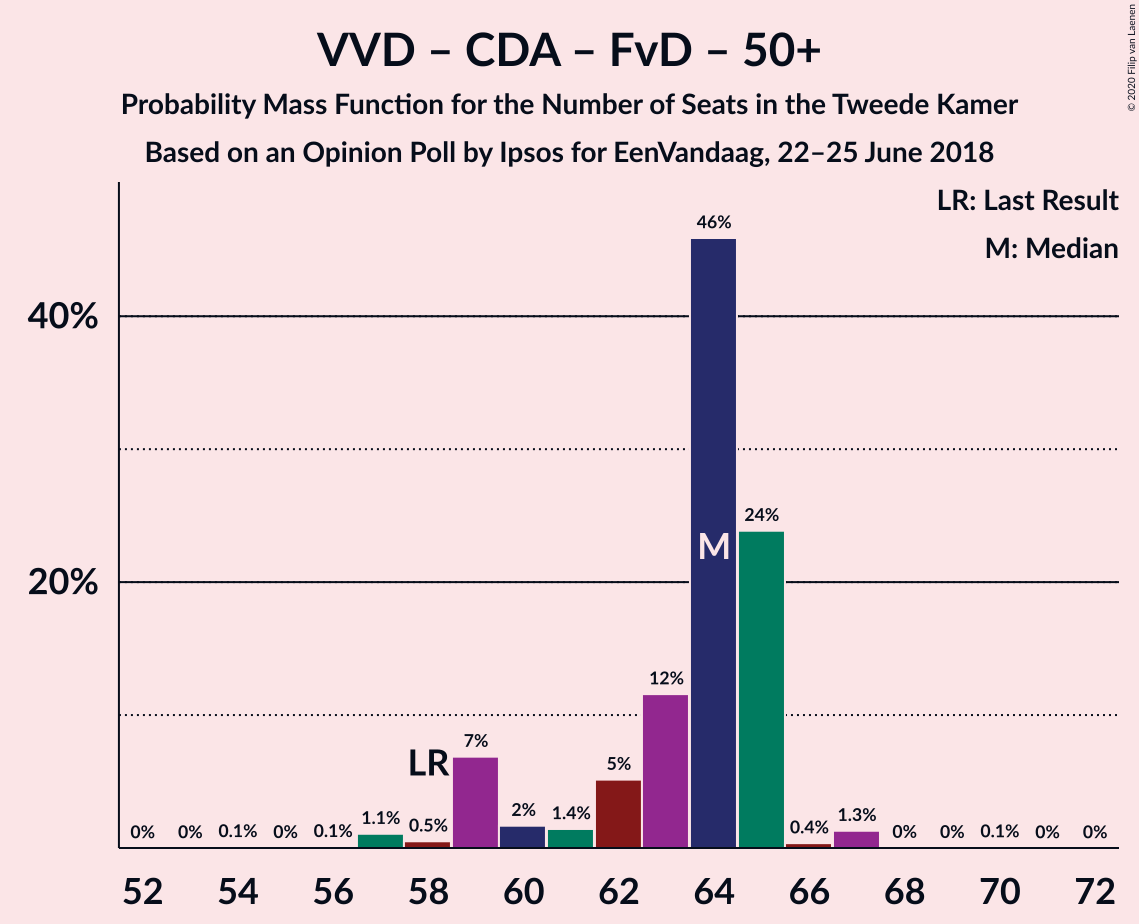 VVD – CDA – FvD – 50+
Probability Mass Function for the Number of Seats in the Tweede Kamer
Based on an Opinion Poll by Ipsos for EenVandaag, 22–25 June 2018
© 2020 Filip van Laenen
LR: Last Result
M: Median
46%
40%
24%
M
20%
12%
LR
7%
5%
0% 0% 0.1% 0% 0.1% 1.1% 0.5% 2% 1.4% 0.4% 1.3% 0% 0% 0.1% 0% 0%
52 54 56 58 60 62 64 66 68 70 72